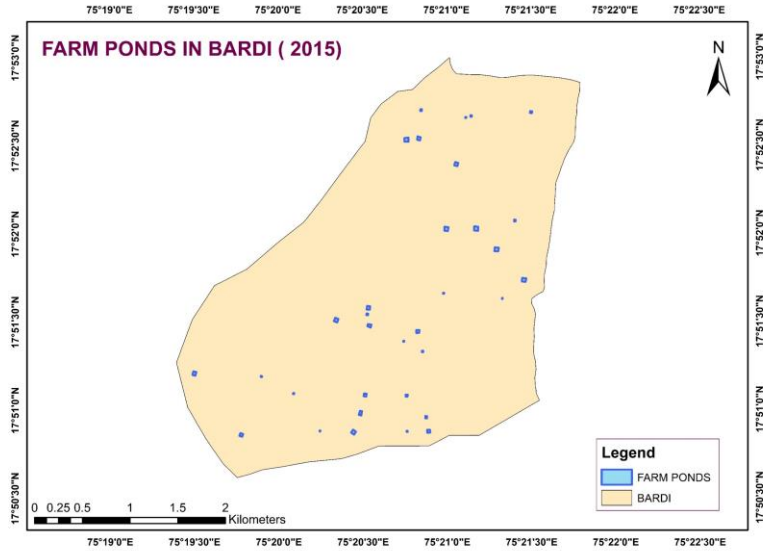 75°19'0"E 75°19'30"E 75°20'0"E 75°20'30"E 75°21'0"E 75°21'30"E 75°22'0"E 75°22'30"E
FARM PONDS IN BARDI ( 2015)
N
17°53'0"N 17°53'0"N
17°52'30"N 17°52'30"N
17°52'0"N 17°52'0"N
17°51'30"N 17°51'30"N
17°51'0"N 17°51'0"N
17°50'30"N 17°50'30"N
Legend
FARM PONDS
BARDI
0 0.25 0.5 1 1.5 2
Kilometers
75°19'0"E 75°19'30"E 75°20'0"E 75°20'30"E 75°21'0"E 75°21'30"E 75°22'0"E 75°22'30"E